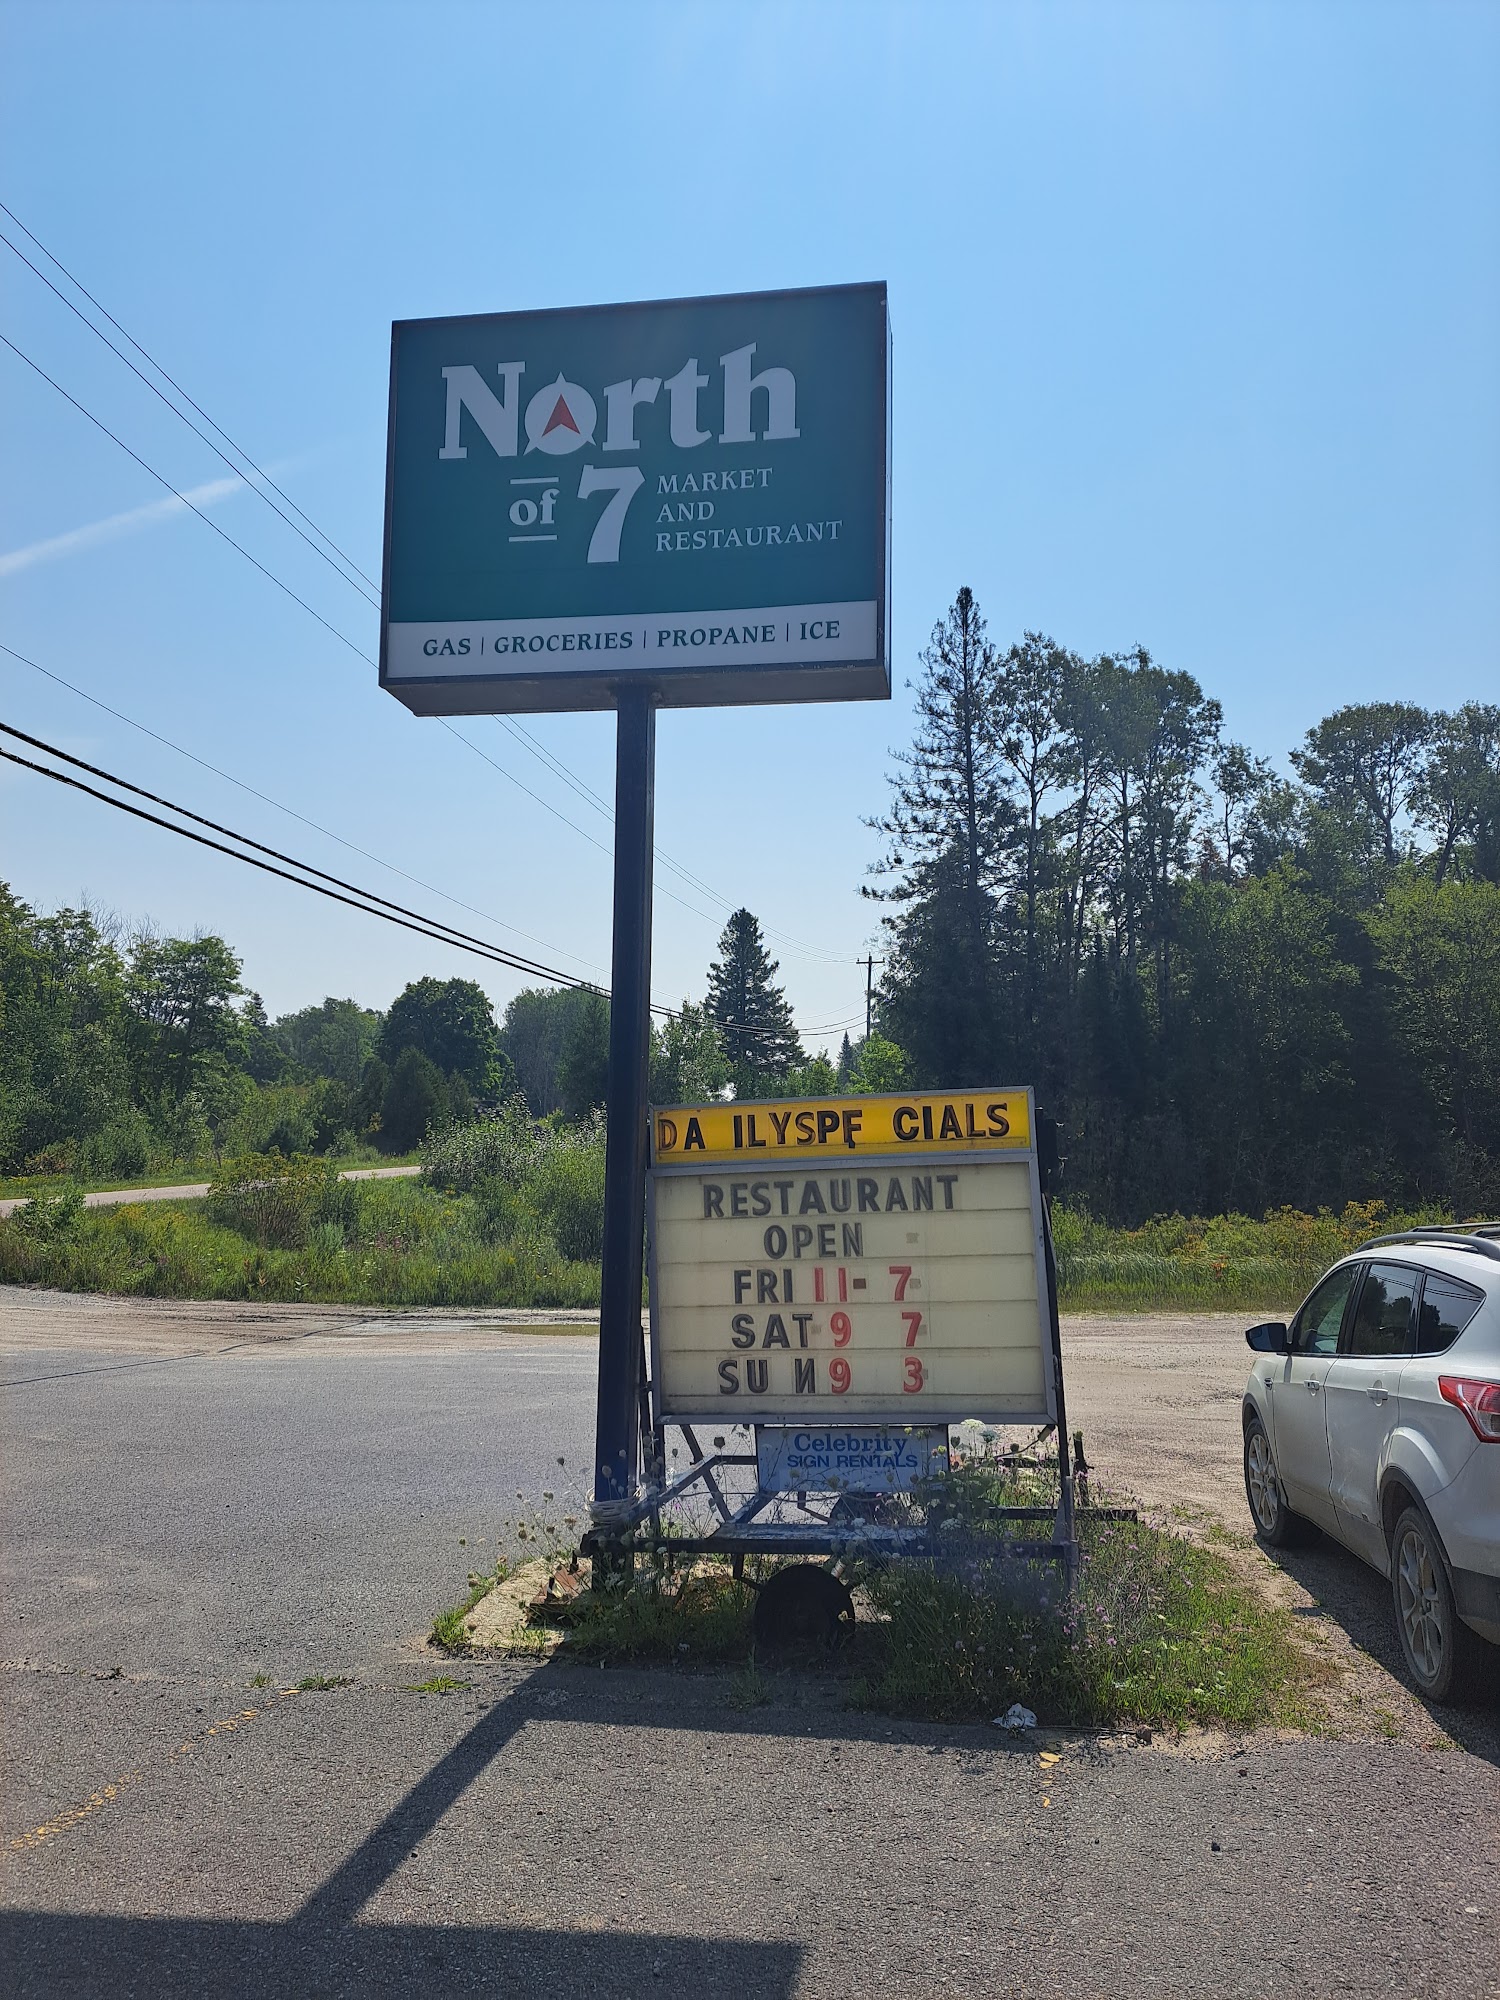 North
of 7 MARKET
AND
RESTAURANT
GAS | GROCERIES | PROPANE | ICE
DA ILYSPE CIALS
RESTAURANT
OPEN
FRI 11- 7
SAT 9 7
SU N9 3
Celebrity
SIGN RENTALS